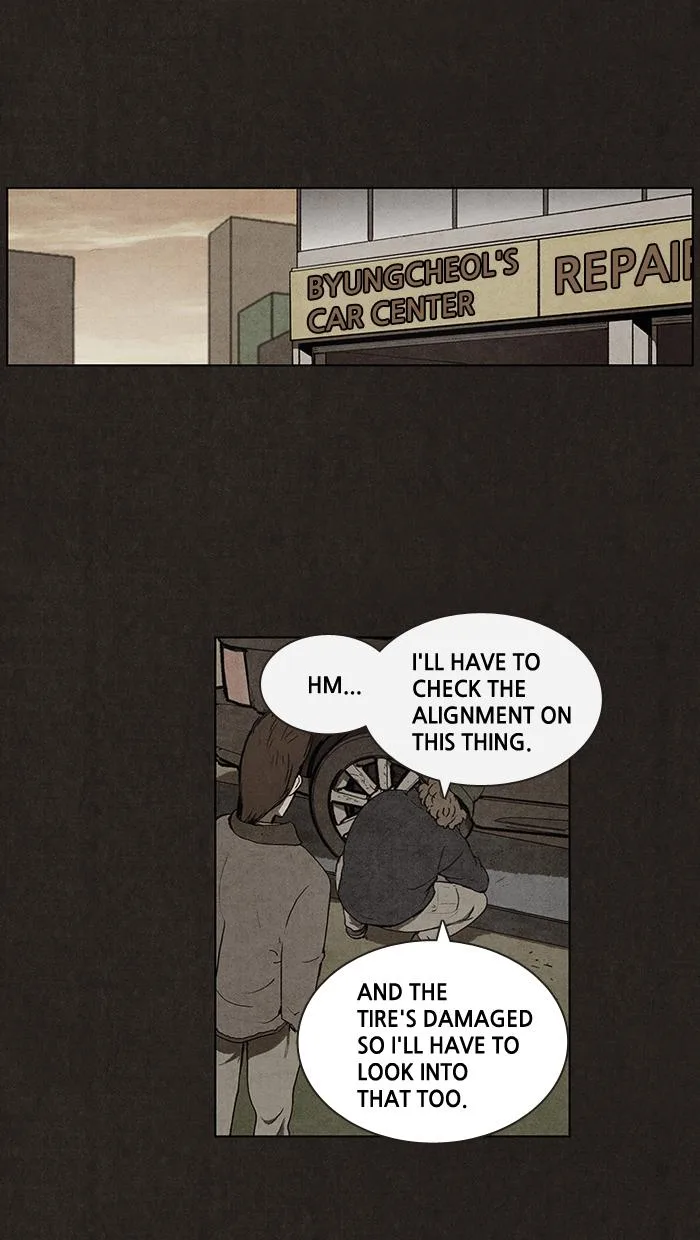 BYUNGCHEOL'S
CAR CENTER
REPAIR
HM...
I'LL HAVE TO
CHECK THE
ALIGNMENT ON
THIS THING.
AND THE
TIRE'S DAMAGED
SO I'LL HAVE TO
LOOK INTO
THAT TOO.